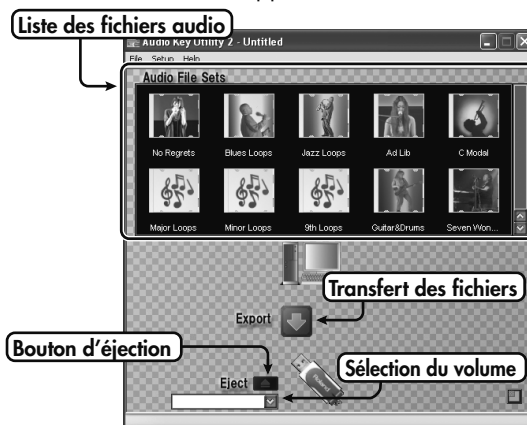 Liste des fichiers audio
Audio Key Utility 2 - Untitled
File Setup Help
Audio File Sets
No Regrets Blues Loops Jazz Loops Ad Lib C Modal
Major Loops Minor Loops 9th Loops Guitar&Drums Seven Won...
Transfert des fichiers
Export
Bouton d'éjection
Sélection du volume
Eject
Roland